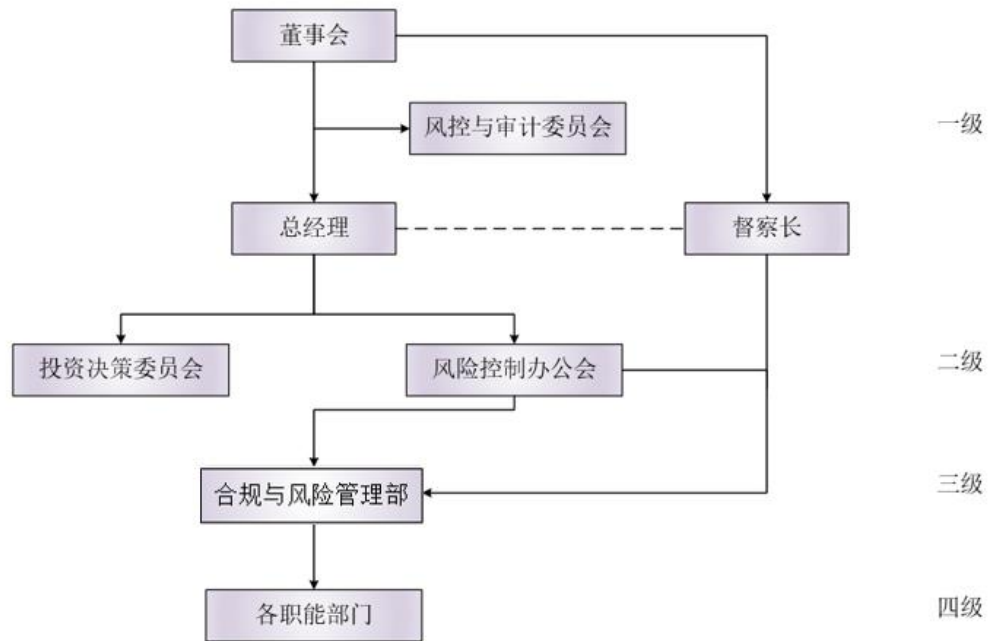 董事会
风控与审计委员会
一级
总经理
督察长
投资决策委员会
风险控制办公会
二级
合规与风险管理部
三级
各职能部门
四级